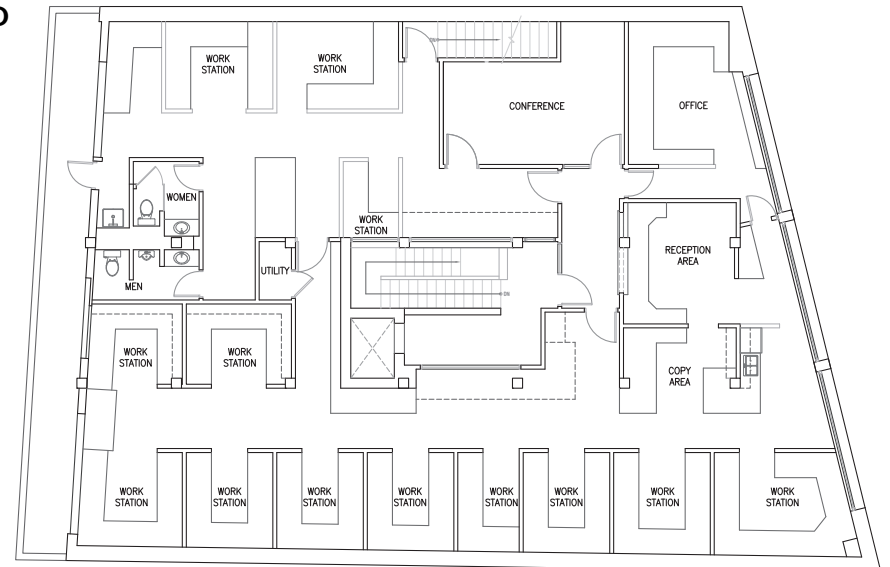 WORK
STATION
WORK
STATION
CONFERENCE
OFFICE
WOMEN
WORK
STATION
RECEPTION
AREA
UTILITY
MEN
DN
WORK
STATION
WORK
STATION
COPY
AREA
WORK
STATION
WORK
STATION
WORK
STATION
WORK
STATION
WORK
STATION
WORK
STATION
WORK
STATION
WORK
STATION